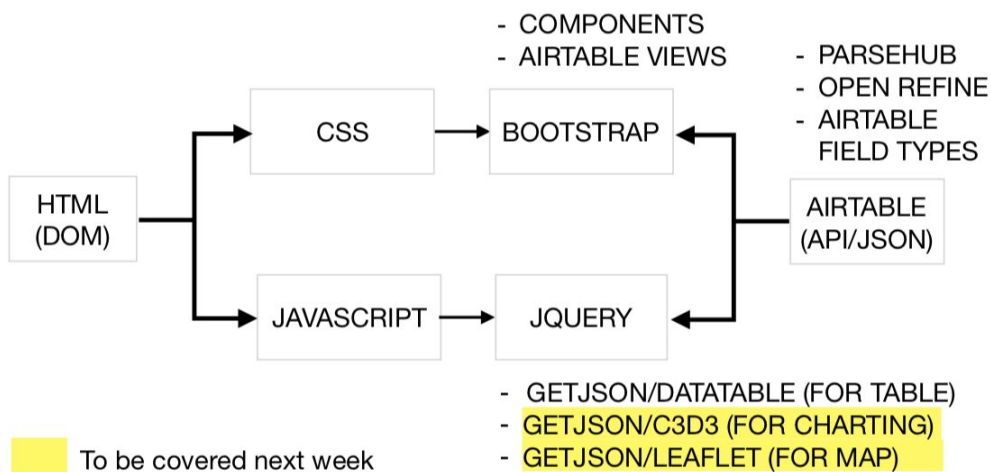 - COMPONENTS
- AIRTABLE VIEWS
- PARSEHUB
- OPEN REFINE
- AIRTABLE
FIELD TYPES
CSS
BOOTSTRAP
HTML
(DOM)
AIRTABLE
(API/JSON)
JAVASCRIPT
JQUERY
- GETJSON/DATATABLE (FOR TABLE)
- GETJSON/C3D3 (FOR CHARTING)
- GETJSON/LEAFLET (FOR MAP)
To be covered next week